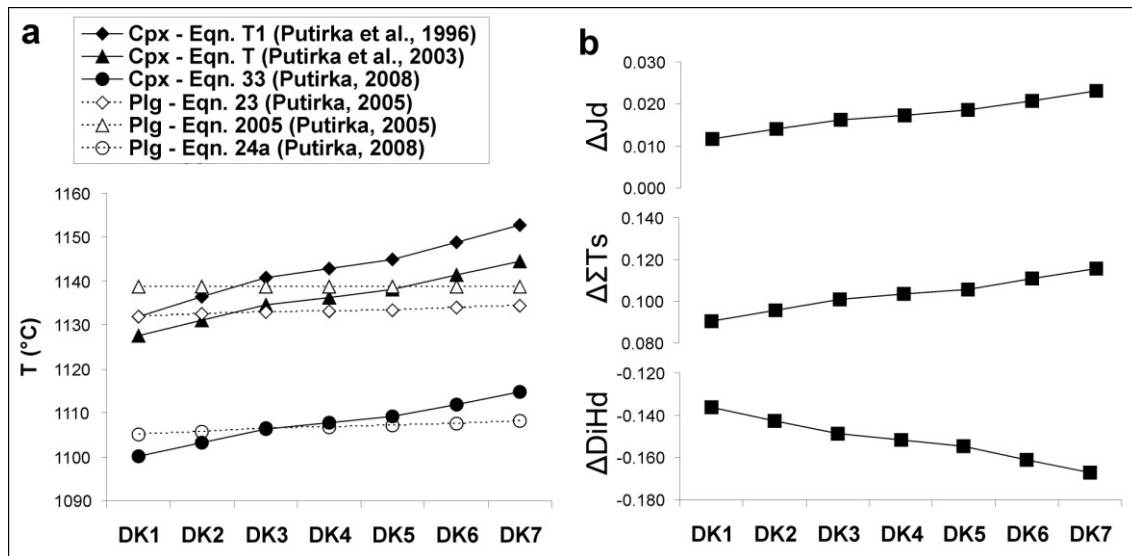 a
Cpx - Eqn. T1 (Putirka et al., 1996)
Cpx - Eqn. T (Putirka et al., 2003)
Cpx - Eqn. 33 (Putirka, 2008)
Plg - Eqn. 23 (Putirka, 2005)
Plg - Eqn. 2005 (Putirka, 2005)
Plg - Eqn. 24a (Putirka, 2008)
T (°C)
1160
1150
1140
1130
1120
1110
1100
1090
DK1 DK2 DK3 DK4 DK5 DK6 DK7
b
ΔJd
0.030
0.020
0.010
0.000
ΔΣTs
0.140
0.120
0.100
0.080
ΔDiHd
-0.120
-0.140
-0.160
-0.180
DK1 DK2 DK3 DK4 DK5 DK6 DK7